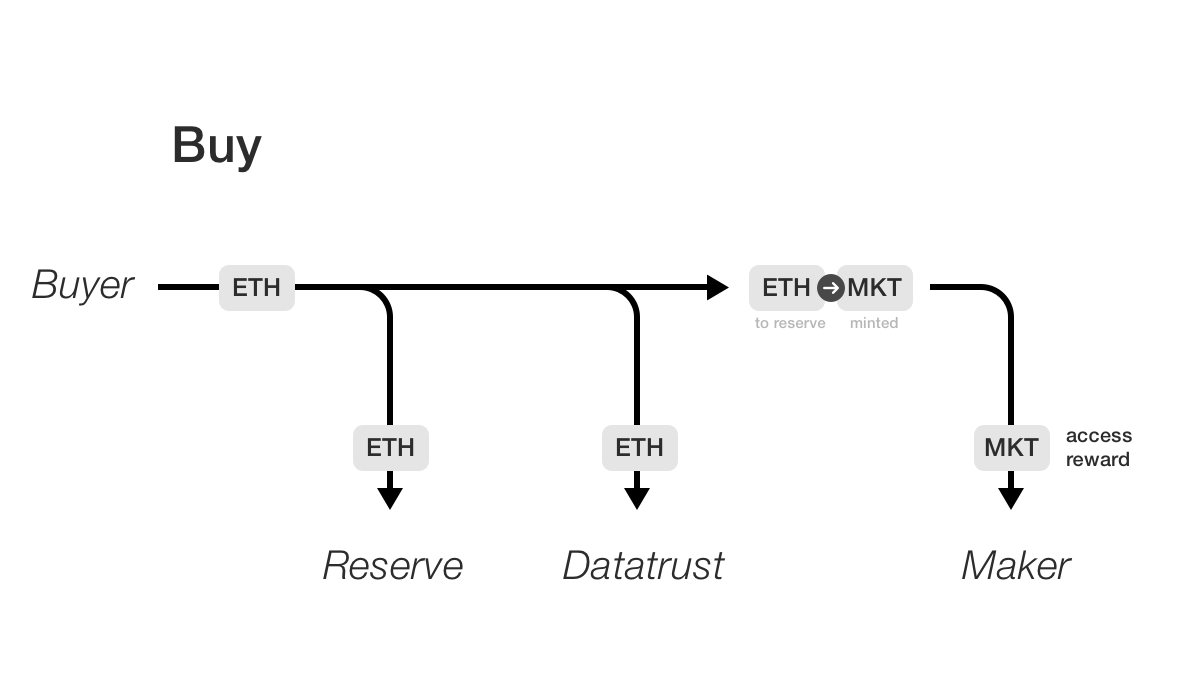 Buy
Buyer
ETH
ETH
MKT
to reserve
minted
ETH
ETH
MKT
access
reward
Reserve
Datatrust
Maker